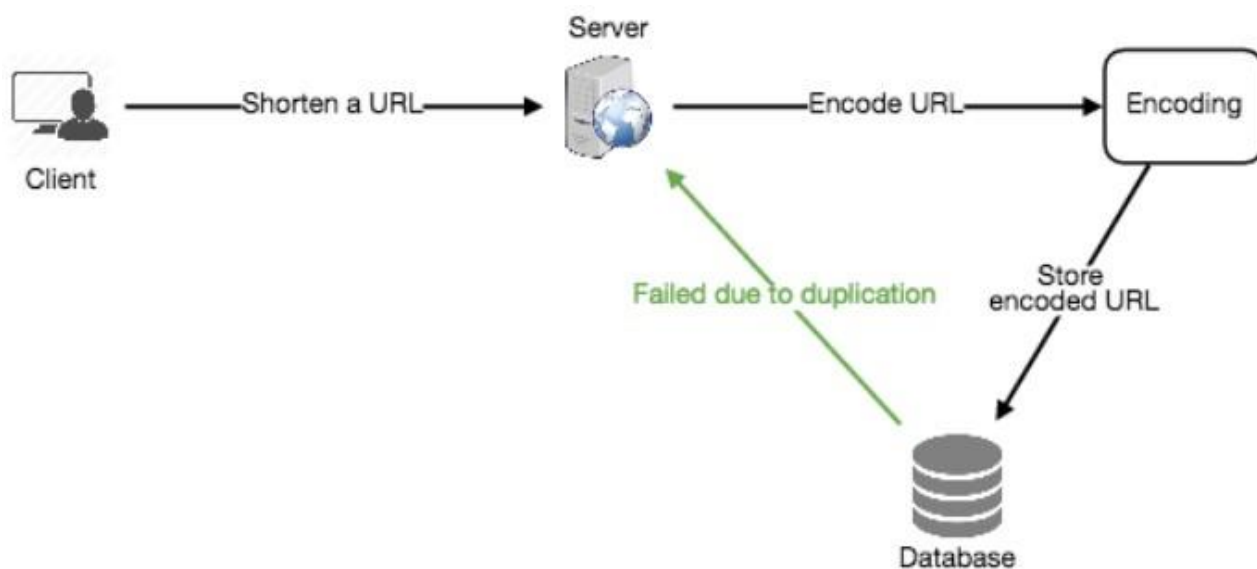 Server
Client
Shorten a URL
Encode URL
Encoding
Store
encoded URL
Failed due to duplication
Database